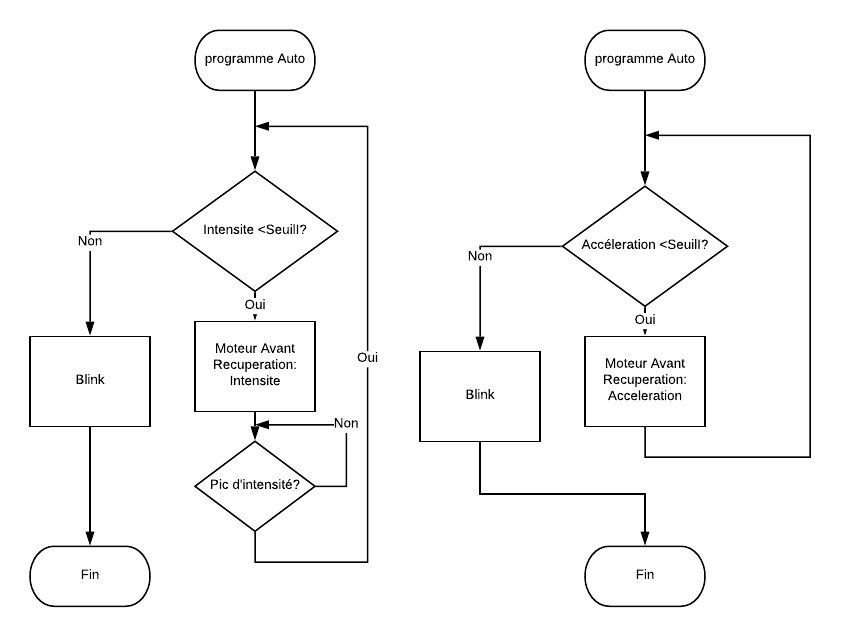 programme Auto
Intensite <Seuill?
Non
Oui
Blink
Moteur Avant
Recuperation:
Intensite
Oui
Non
Pic d'intensité?
Fin
programme Auto
Accéleration <Seuill?
Non
Oui
Blink
Moteur Avant
Recuperation:
Acceleration
Fin